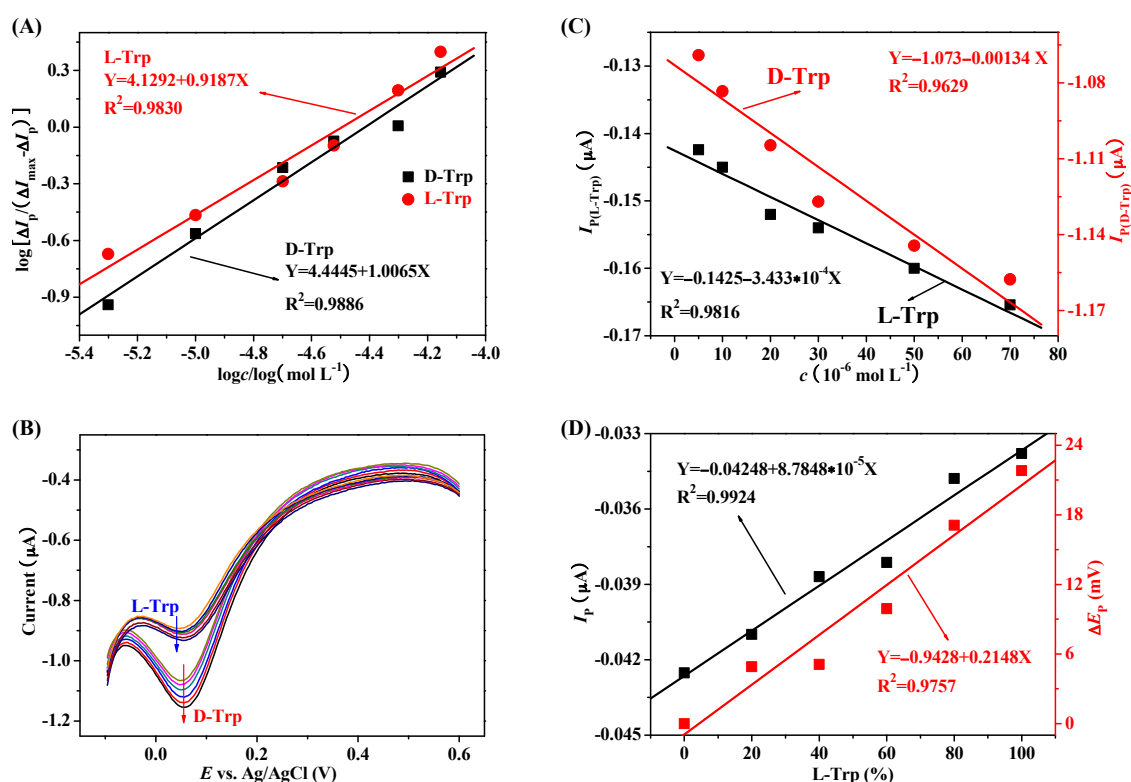 (A)
L-Trp
Y=4.1292+0.9187X
R²=0.9830
D-Trp
L-Trp
D-Trp
Y=4.4445+1.0065X
R²=0.9886
0.3
0.0
-0.3
-0.6
-0.9
log[ΔIₚ/(ΔIₘₐₓ-ΔIₚ)]
-5.4 -5.2 -5.0 -4.8 -4.6 -4.4 -4.2 -4.0
logc/log(mol L⁻¹)
(C)
Y=−1.073−0.00134 X
R²=0.9629
D-Trp
Y=−0.1425−3.433*10⁻⁴X
R²=0.9816
L-Trp
-0.13
-0.14
-0.15
-0.16
-0.17
I_P(L-Trp) (μA)
-1.08
-1.11
-1.14
-1.17
I_P(D-Trp) (μA)
0 10 20 30 40 50 60 70 80
c (10⁻⁶ mol L⁻¹)
(B)
L-Trp
D-Trp
-0.4
-0.6
-0.8
-1.0
-1.2
Current (μA)
0.0 0.2 0.4 0.6
E vs. Ag/AgCl (V)
(D)
Y=−0.04248+8.7848*10⁻⁵X
R²=0.9924
Y=−0.9428+0.2148X
R²=0.9757
-0.033
-0.036
-0.039
-0.042
-0.045
I_P (μA)
24
18
12
6
0
ΔE_P (mV)
0 20 40 60 80 100
L-Trp (%)